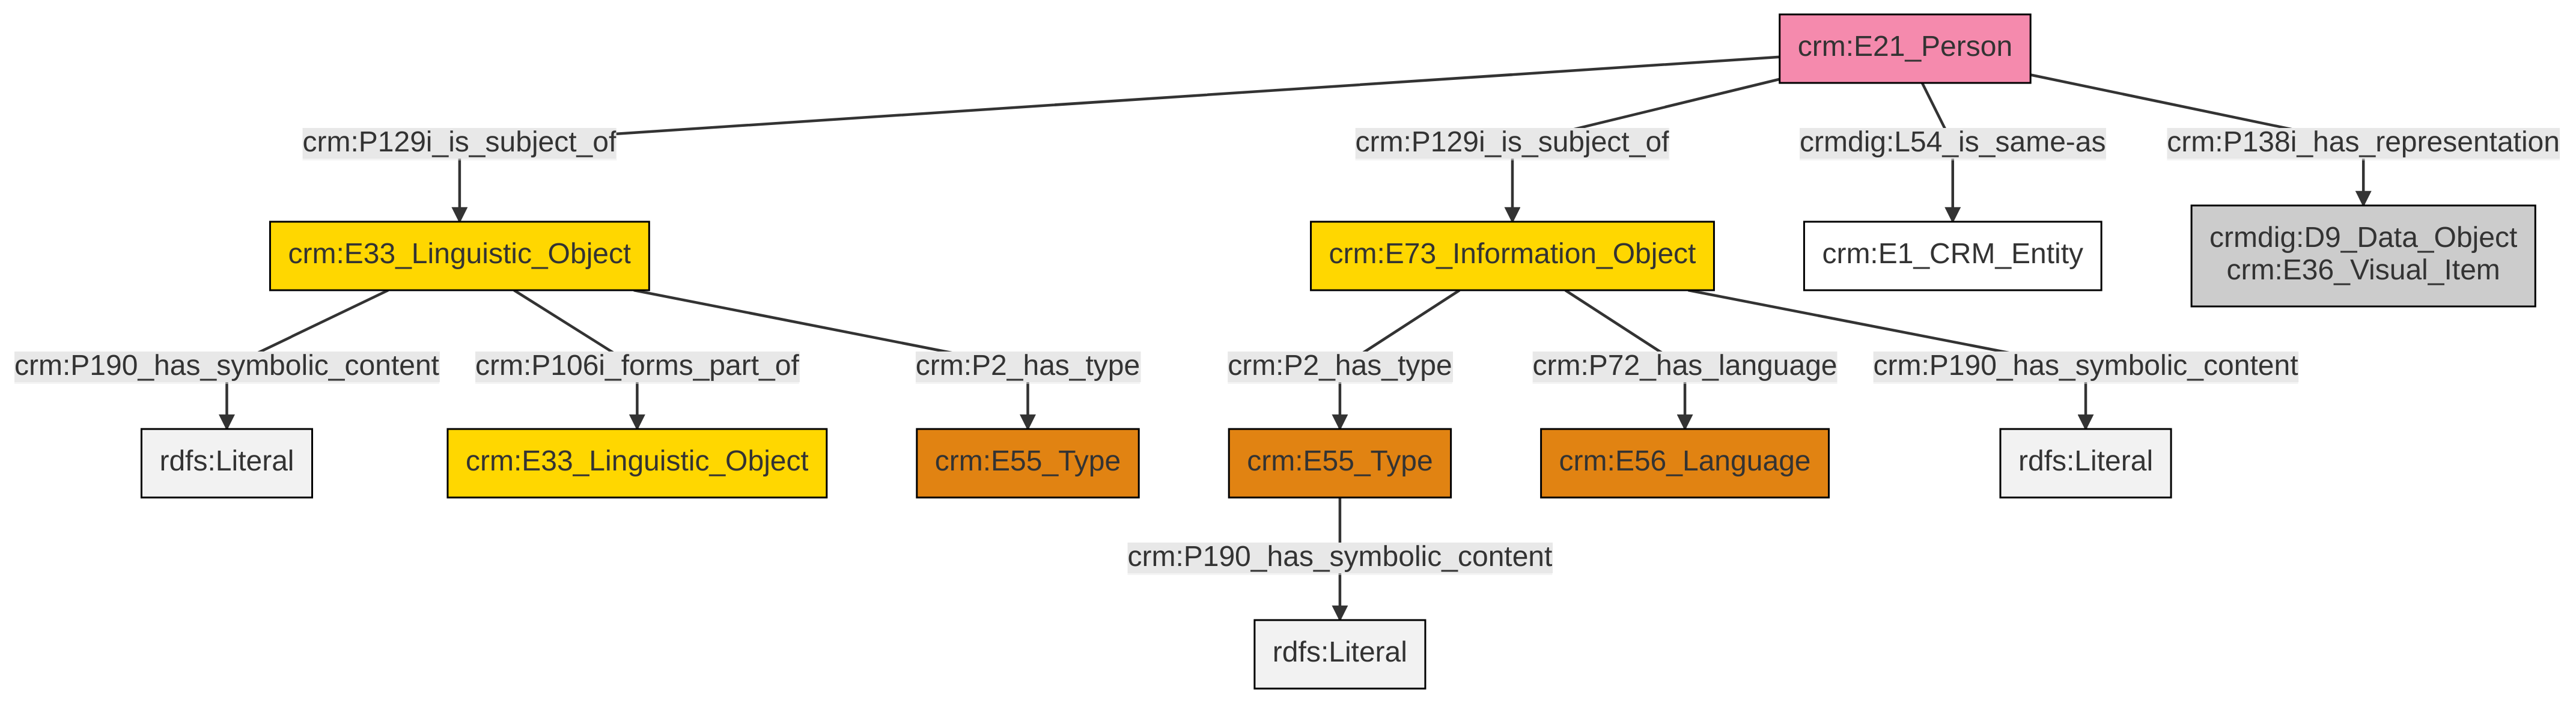 crm:E21_Person
crm:P129i_is_subject_of
crm:P129i_is_subject_of
crmdig:L54_is_same-as
crm:P138i_has_representation
crm:E33_Linguistic_Object
crm:E73_Information_Object
crm:E1_CRM_Entity
crmdig:D9_Data_Object
crm:E36_Visual_Item
crm:P190_has_symbolic_content
crm:P106i_forms_part_of
crm:P2_has_type
crm:P2_has_type
crm:P72_has_language
crm:P190_has_symbolic_content
rdfs:Literal
crm:E33_Linguistic_Object
crm:E55_Type
crm:E55_Type
crm:E56_Language
rdfs:Literal
crm:P190_has_symbolic_content
rdfs:Literal